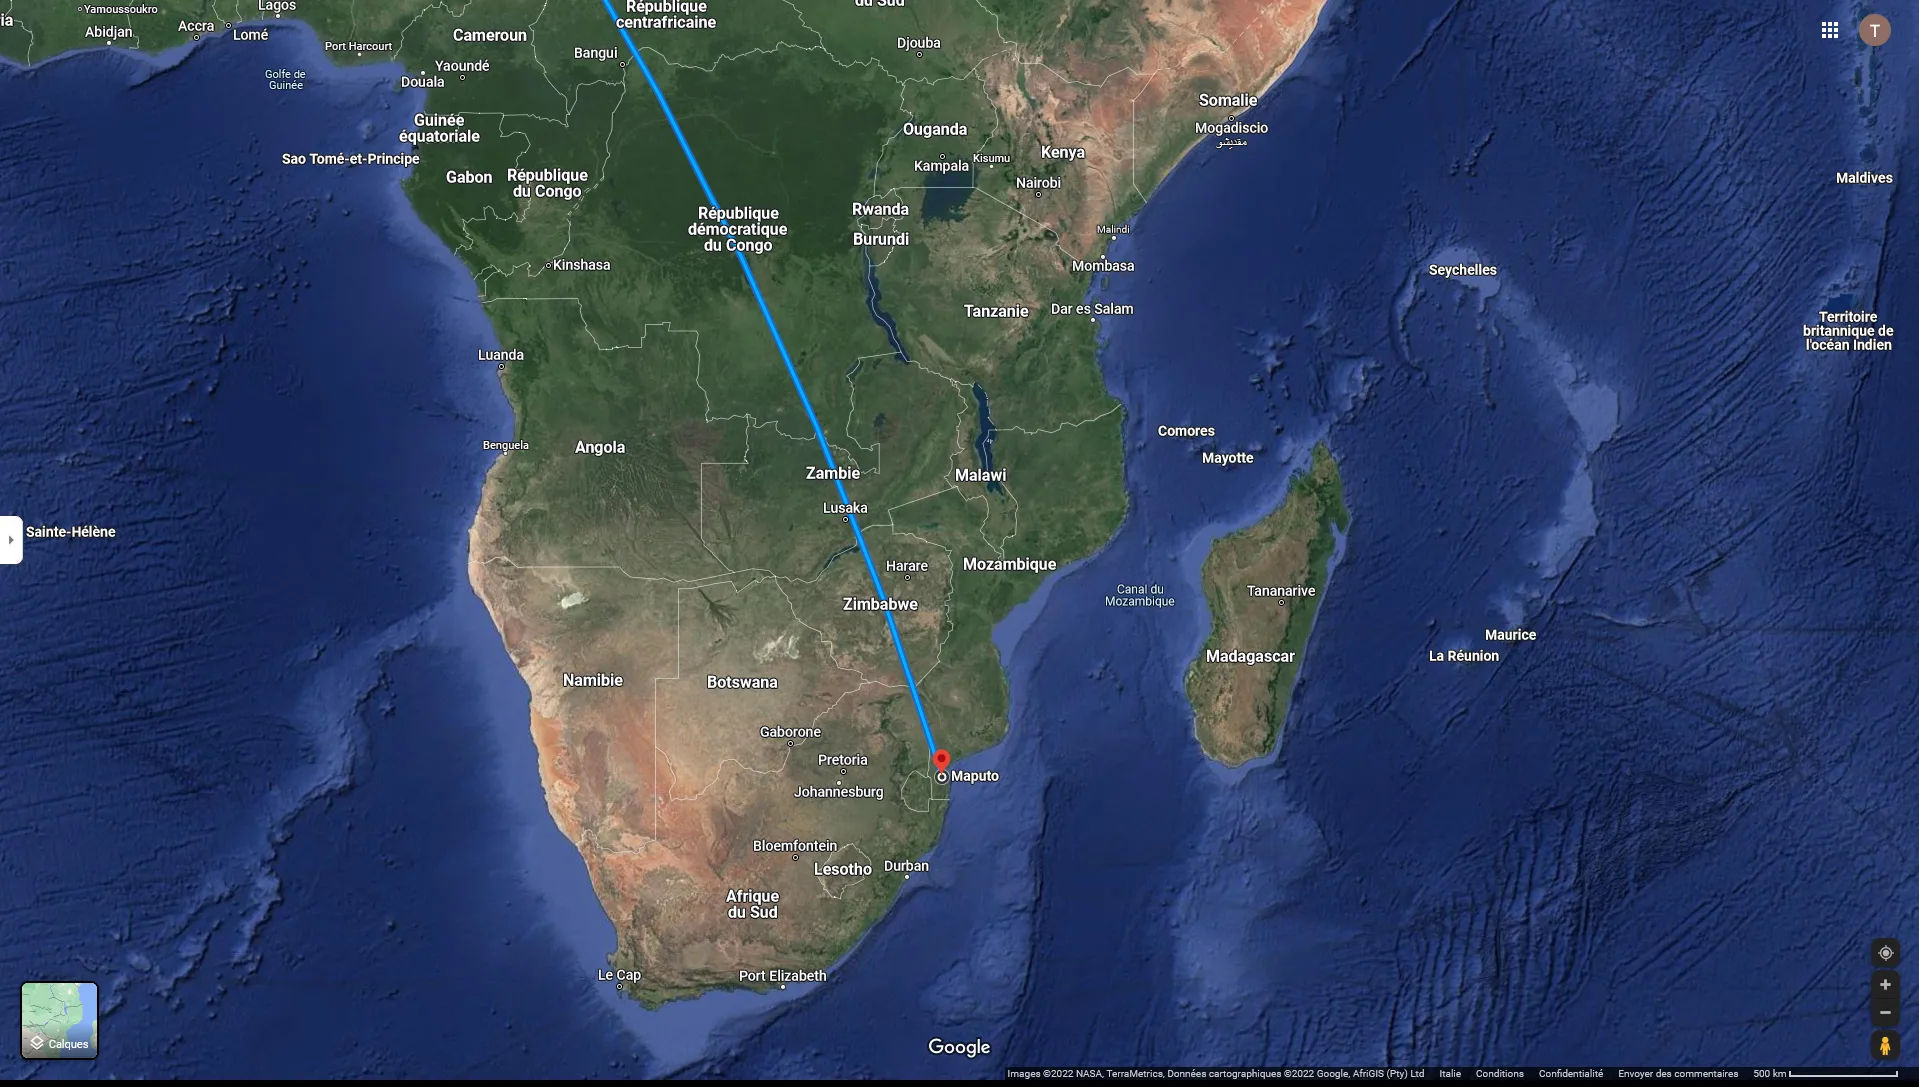 Yamoussoukro
ia
Abidjan
Accra
Lomé
Lagos
Port Harcourt
Cameroun
Yaoundé
Douala
Golfe de
Guinée
Bangui
République
centrafricaine
du Sud
Djouba
T
Guinée
équatoriale
Sao Tomé-et-Principe
Gabon
République
du Congo
Ouganda
Kampala
Kisumu
Kenya
Nairobi
Somalie
Mogadiscio
مقديشو
Maldives
République
démocratique
du Congo
Rwanda
Burundi
Malindi
Mombasa
Kinshasa
Seychelles
Tanzanie
Dar es Salam
Territoire
britannique de
l'océan Indien
Luanda
Benguela
Angola
Comores
Mayotte
Zambie
Malawi
Lusaka
Sainte-Hélène
Harare
Mozambique
Canal du
Mozambique
Tananarive
Zimbabwe
Maurice
La Réunion
Madagascar
Namibie
Botswana
Gaborone
Pretoria
Maputo
Johannesburg
Bloemfontein
Lesotho
Durban
Afrique
du Sud
Le Cap
Port Elizabeth
Calques
Google
Images ©2022 NASA, TerraMetrics, Données cartographiques ©2022 Google, AfriGIS (Pty) Ltd Italie Conditions Confidentialité Envoyer des commentaires 500 km